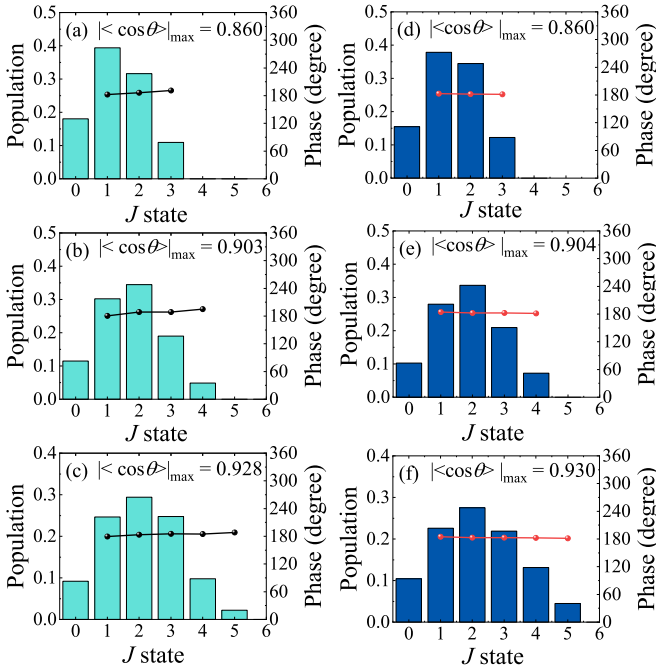 (a) |< cosθ>|max = 0.860
Population
0.5
0.4
0.3
0.2
0.1
0.0
0 1 2 3 4 5 6
J state
360
300
240
180
120
60
0
Phase (degree)
(d) |<cosθ> |max = 0.860
Population
0.5
0.4
0.3
0.2
0.1
0.0
0 1 2 3 4 5 6
J state
360
300
240
180
120
60
0
Phase (degree)
(b) |< cosθ>|max = 0.903
Population
0.5
0.4
0.3
0.2
0.1
0.0
0 1 2 3 4 5 6
J state
360
300
240
180
120
60
0
Phase (degree)
(e) |<cosθ> |max = 0.904
Population
0.5
0.4
0.3
0.2
0.1
0.0
0 1 2 3 4 5 6
J state
360
300
240
180
120
60
0
Phase (degree)
(c) |< cosθ>|max = 0.928
Population
0.4
0.3
0.2
0.1
0.0
0 1 2 3 4 5 6
J state
360
300
240
180
120
60
0
Phase (degree)
(f) |<cosθ> |max = 0.930
Population
0.4
0.3
0.2
0.1
0.0
0 1 2 3 4 5 6
J state
360
300
240
180
120
60
0
Phase (degree)